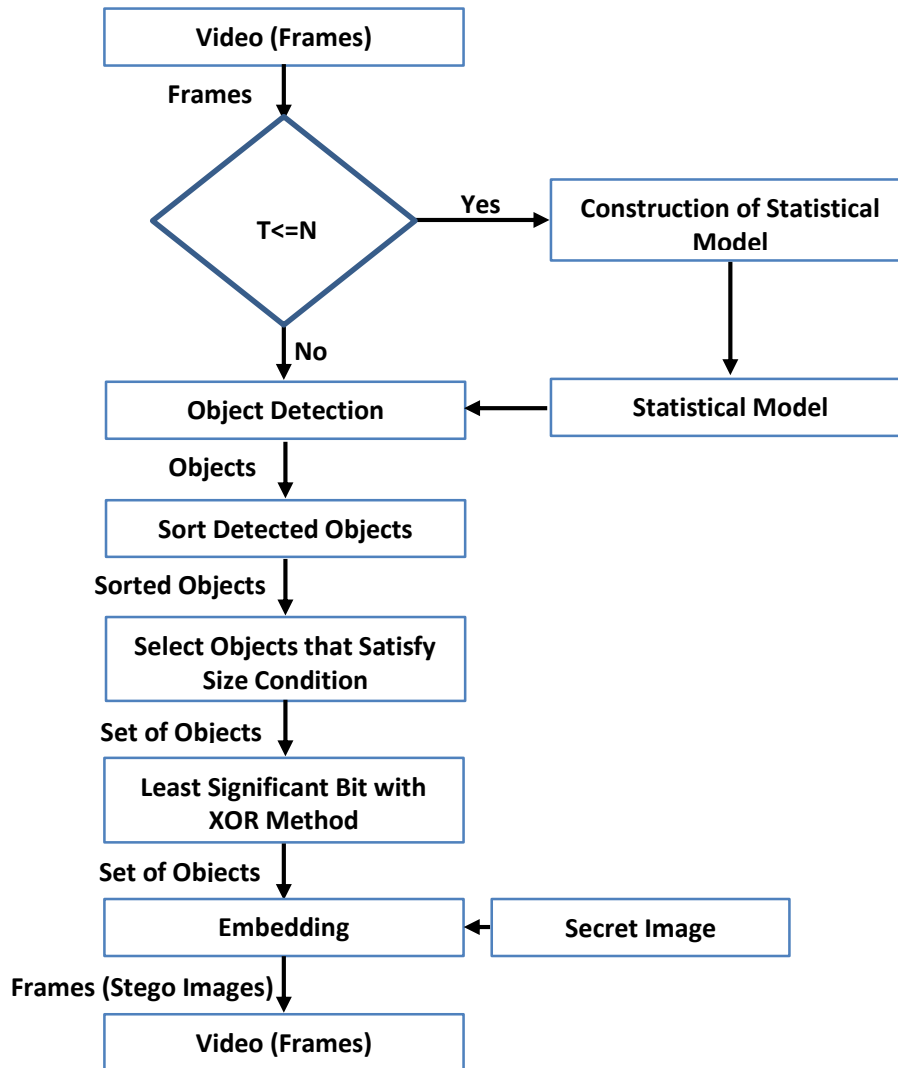 Video (Frames)
Frames
T<=N
Yes
Construction of Statistical
Model
No
Object Detection
Statistical Model
Objects
Sort Detected Objects
Sorted Objects
Select Objects that Satisfy
Size Condition
Set of Objects
Least Significant Bit with
XOR Method
Set of Objects
Embedding
Secret Image
Frames (Stego Images)
Video (Frames)